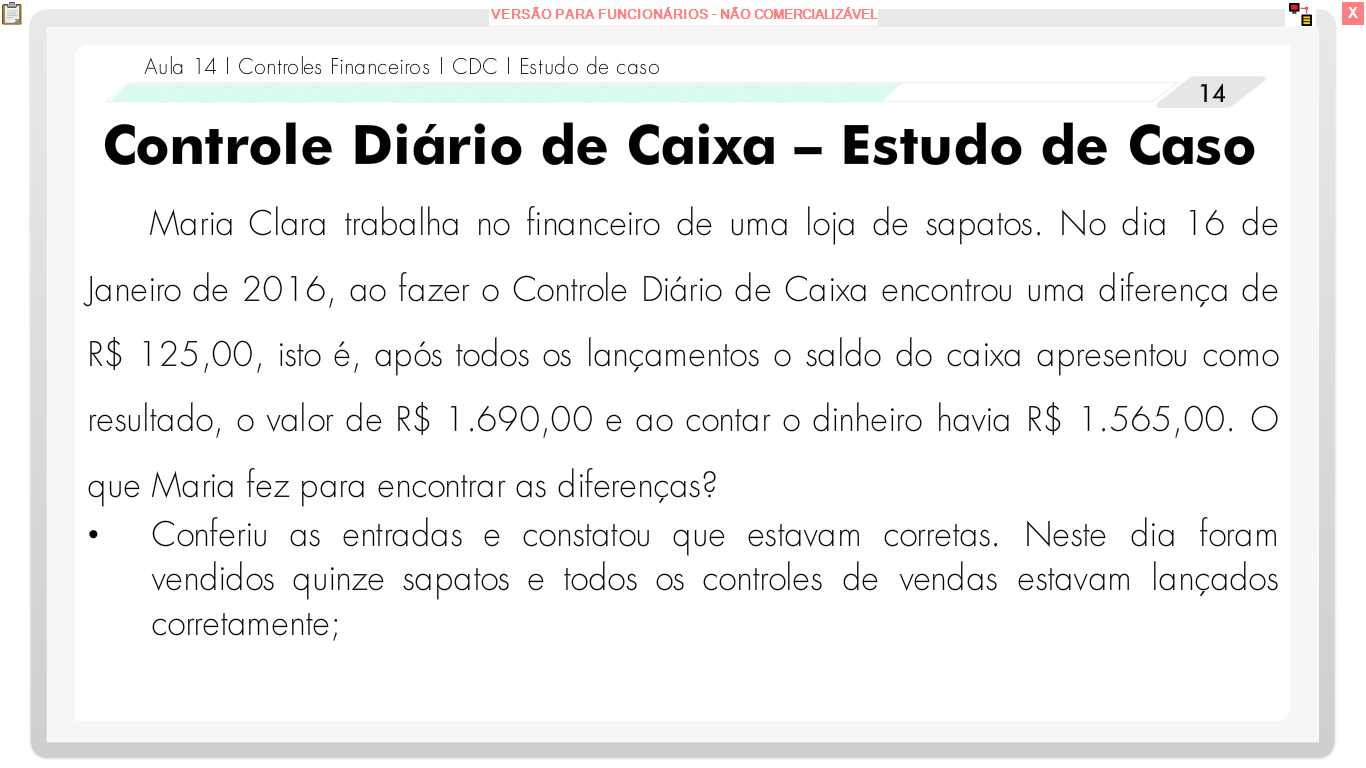 VERSÃO PARA FUNCIONÁRIOS - NÃO COMERCIALIZÁVEL
X
Aula 14 | Controles Financeiros | CDC | Estudo de caso
14
Controle Diário de Caixa – Estudo de Caso
Maria Clara trabalha no financeiro de uma loja de sapatos. No dia 16 de
Janeiro de 2016, ao fazer o Controle Diário de Caixa encontrou uma diferença de
R$ 125,00, isto é, após todos os lançamentos o saldo do caixa apresentou como
resultado, o valor de R$ 1.690,00 e ao contar o dinheiro havia R$ 1.565,00. O
que Maria fez para encontrar as diferenças?
• Conferiu as entradas e constatou que estavam corretas. Neste dia foram
vendidos quinze sapatos e todos os controles de vendas estavam lançados
corretamente;